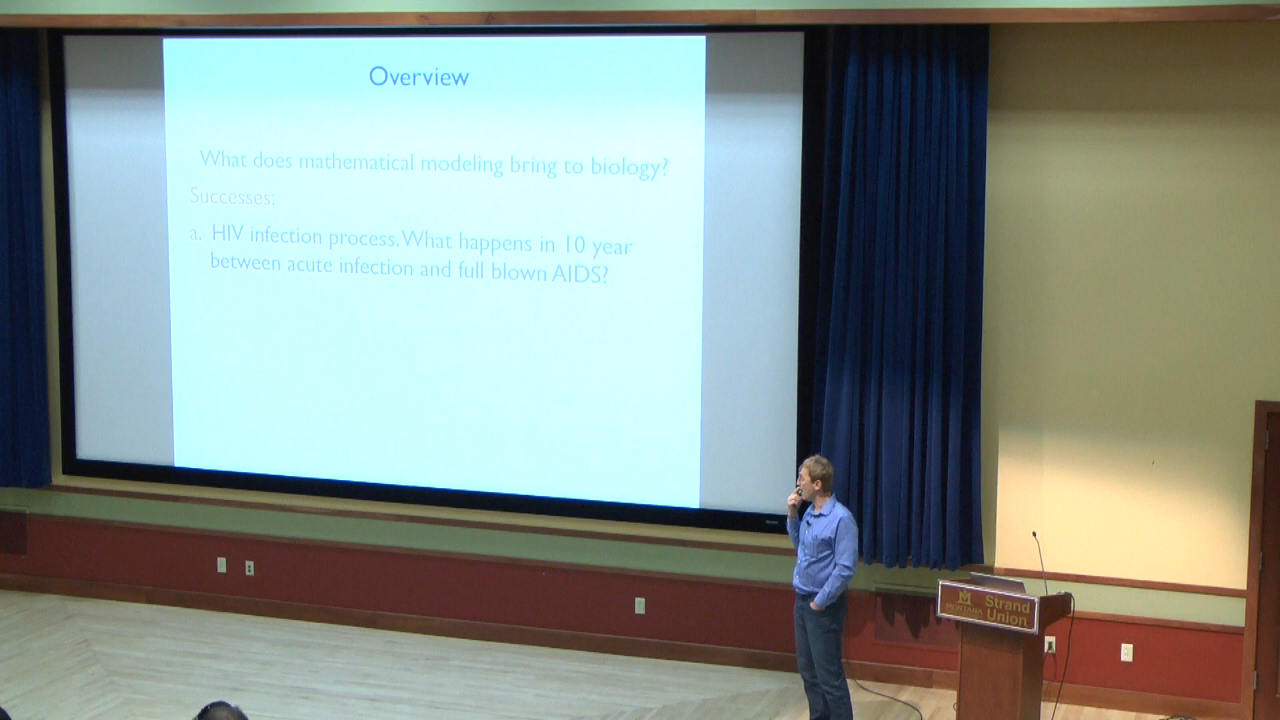 Overview
What does mathematical modeling bring to biology?
Successes:
a. HIV infection process. What happens in 10 year
between acute infection and full blown AIDS?
M
MONTANA
Strand
Union